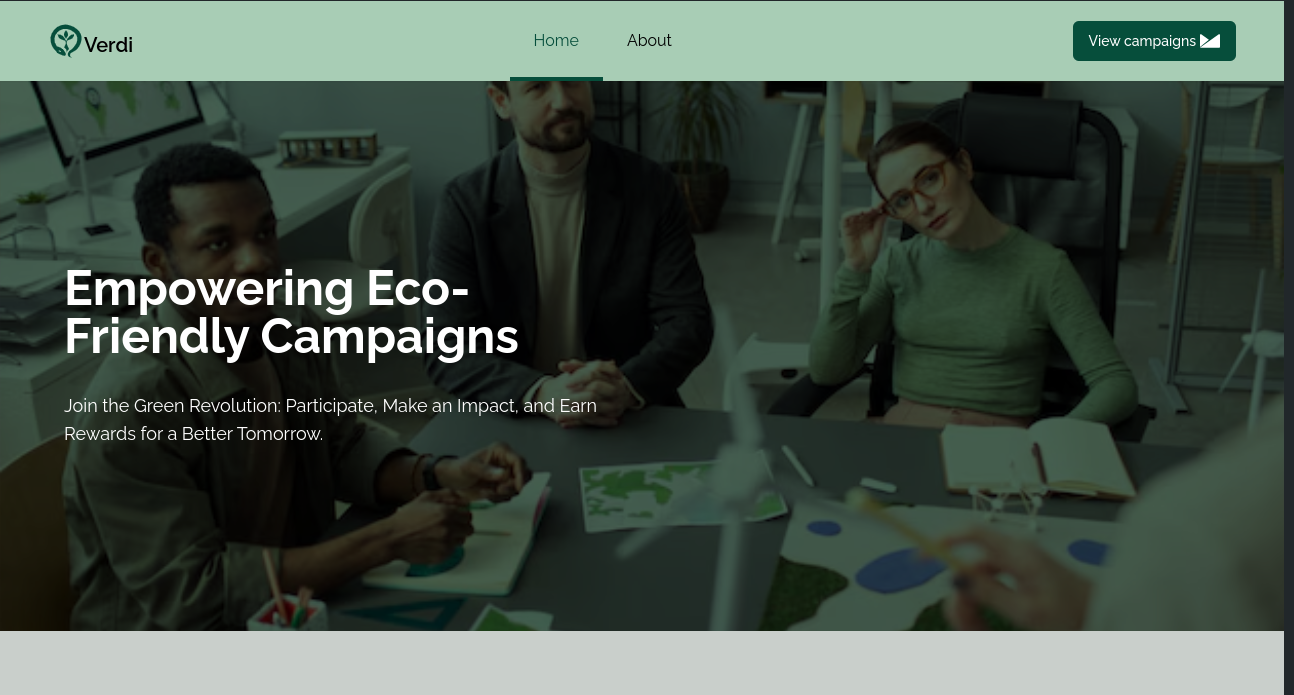 Verdi
Home
About
View campaigns
Empowering Eco-
Friendly Campaigns
Join the Green Revolution: Participate, Make an Impact, and Earn
Rewards for a Better Tomorrow.